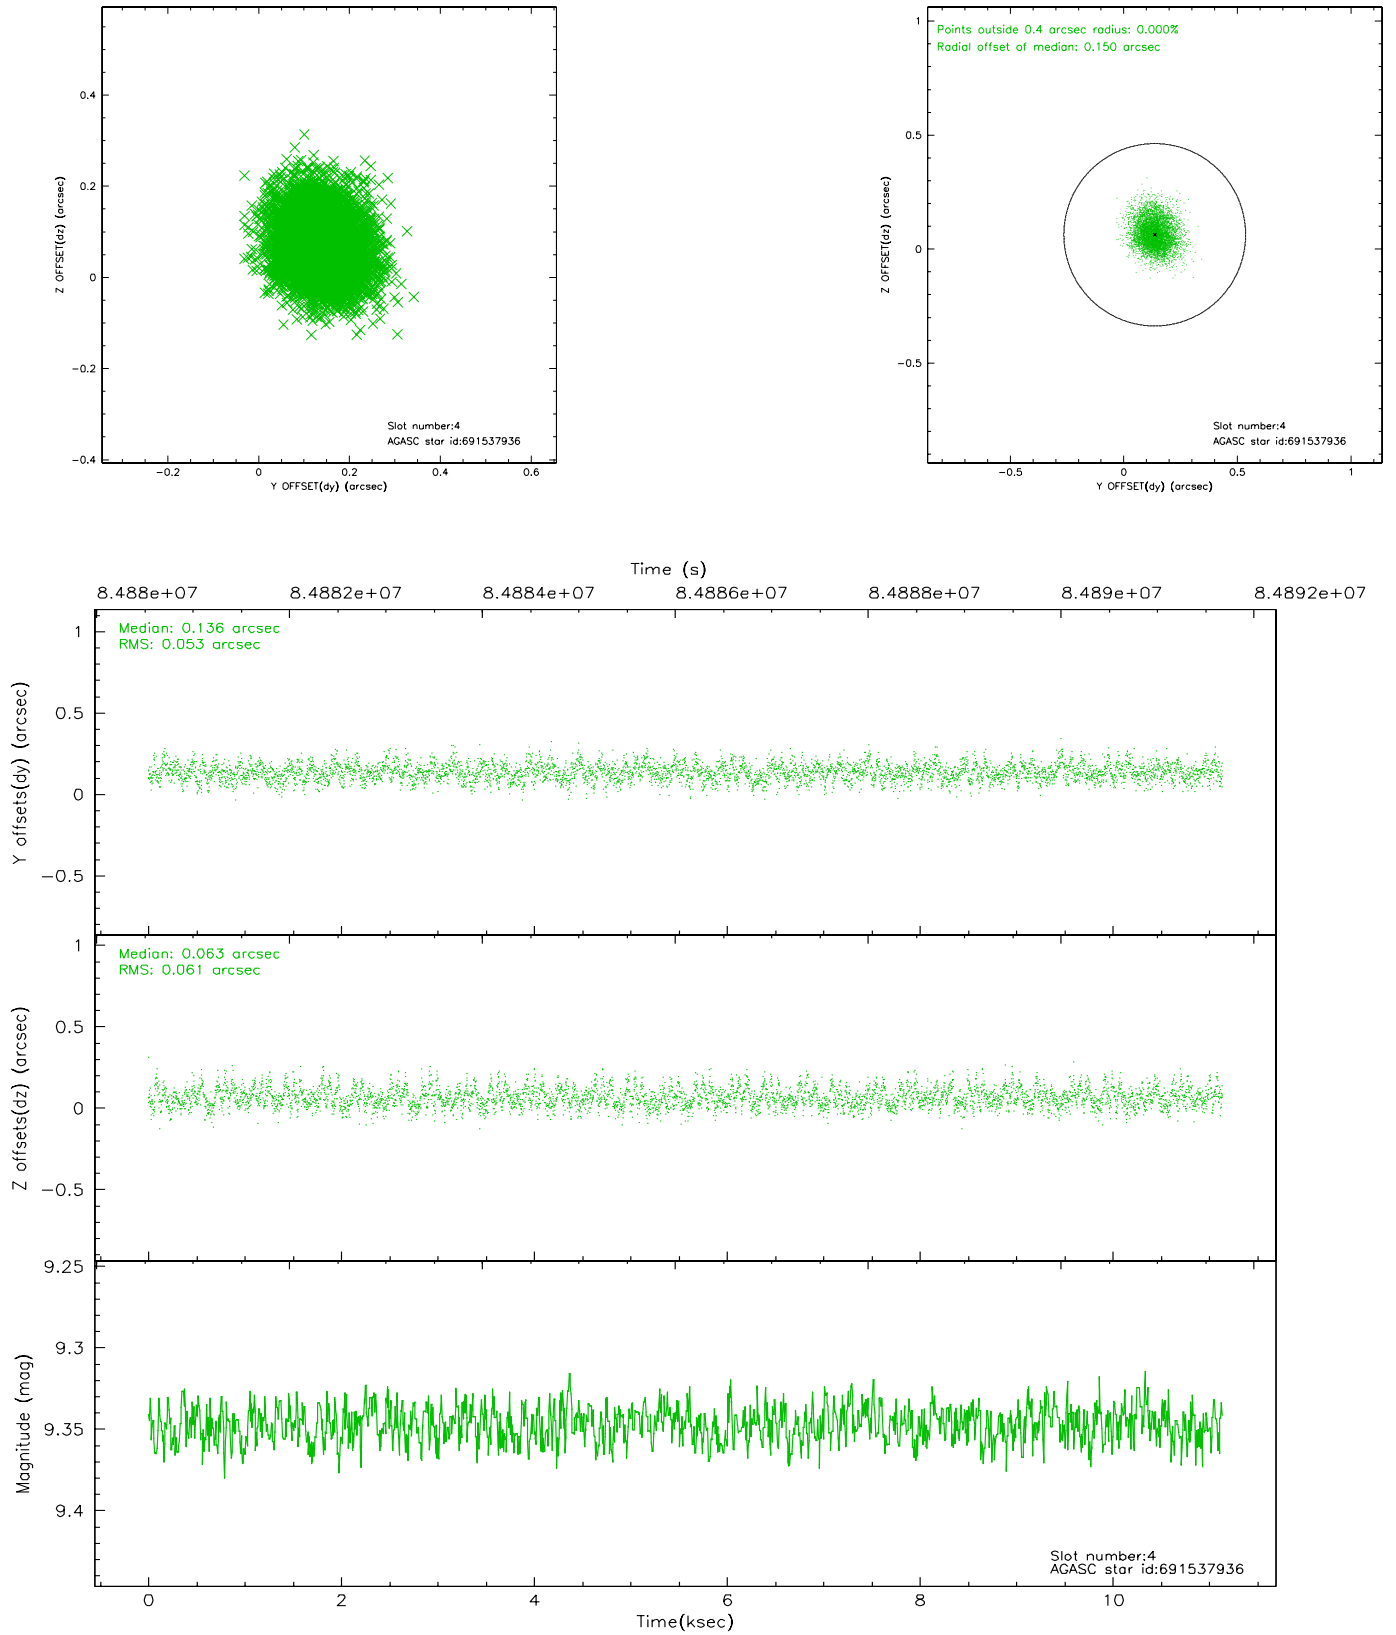 0.4
0.2
0
−0.2
−0.4
Z OFFSET(dz) (arcsec)
Slot number:4
AGASC star id:691537936
−0.2 0 0.2 0.4 0.6
Y OFFSET(dy) (arcsec)
Points outside 0.4 arcsec radius: 0.000%
Radial offset of median: 0.150 arcsec
1
0.5
0
−0.5
Z OFFSET(dz) (arcsec)
Slot number:4
AGASC star id:691537936
−0.5 0 0.5 1
Y OFFSET(dy) (arcsec)
Time (s)
8.488e+07 8.4882e+07 8.4884e+07 8.4886e+07 8.4888e+07 8.489e+07 8.4892e+07
Median: 0.136 arcsec
RMS: 0.053 arcsec
1
0.5
0
−0.5
Y offsets(dy) (arcsec)
Median: 0.063 arcsec
RMS: 0.061 arcsec
1
0.5
0
−0.5
Z offsets(dz) (arcsec)
9.25
9.3
9.35
9.4
Magnitude (mag)
Slot number:4
AGASC star id:691537936
0 2 4 6 8 10
Time(ksec)